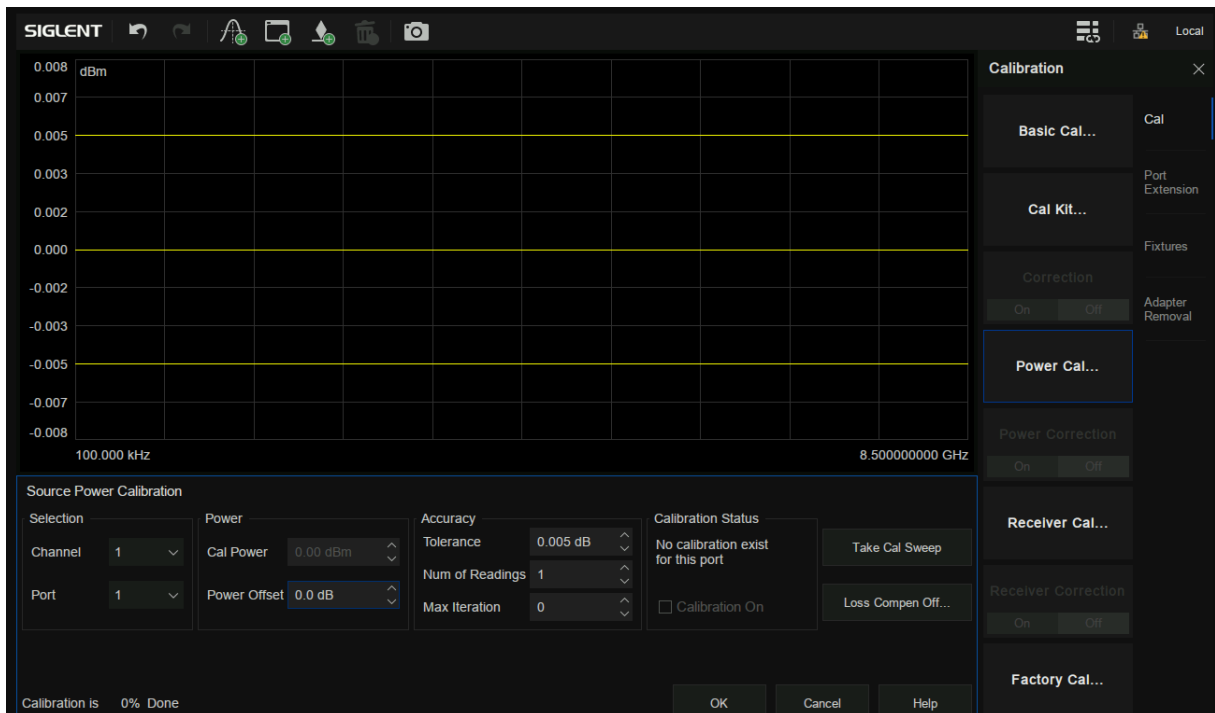 SIGLENT
Local
0.008 dBm
0.007
0.005
0.003
0.002
0.000
-0.002
-0.003
-0.005
-0.007
-0.008
100.000 kHz 8.500000000 GHz
Calibration
Basic Cal...
Cal Kit...
Correction
On Off
Power Cal...
Power Correction
On Off
Receiver Cal...
Receiver Correction
On Off
Factory Cal...
Cal
Port
Extension
Fixtures
Adapter
Removal
Source Power Calibration
Selection
Channel 1
Port 1
Power
Cal Power 0.00 dBm
Power Offset 0.0 dB
Accuracy
Tolerance 0.005 dB
Num of Readings 1
Max Iteration 0
Calibration Status
No calibration exist
for this port
Calibration On
Take Cal Sweep
Loss Compen Off...
Calibration is 0% Done
OK Cancel Help